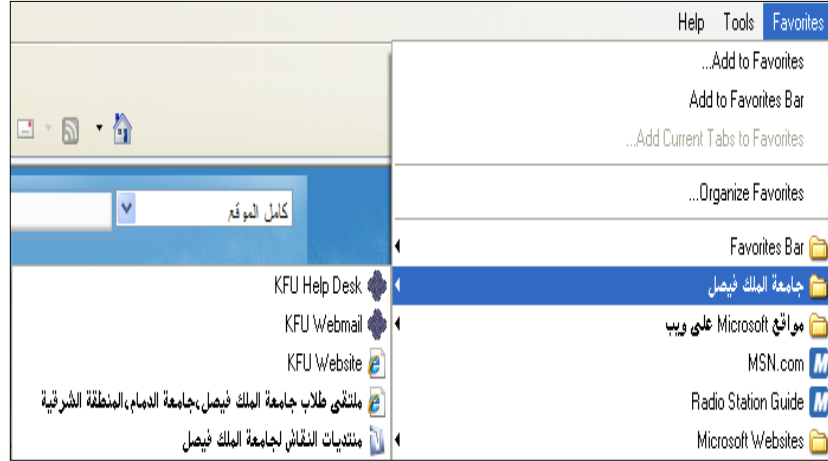 Favorites Tools Help
Add to Favorites...
Add to Favorites Bar
Add Current Tabs to Favorites...
Organize Favorites...
كامل الموقع
Favorites Bar
جامعة الملك فيصل
مواقع Microsoft على ويب
MSN.com
Radio Station Guide
Microsoft Websites
KFU Help Desk
KFU Webmail
KFU Website
ملتقى طلاب جامعة الملك فيصل،جامعة الدمام،المنطقة الشرقية
منتديات النقاش لجامعة الملك فيصل